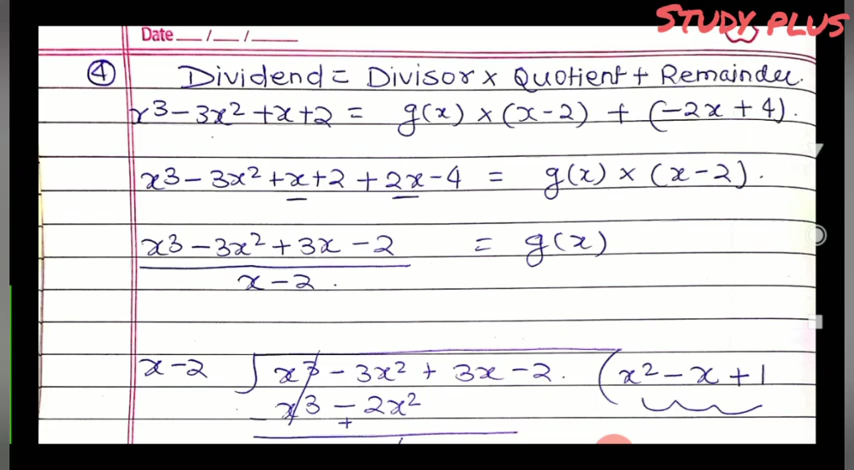 STUDY PLUS
Date __/__/____
④ Dividend = Divisor x Quotient + Remainder.
x3 - 3x2 + x + 2 = g(x) x (x - 2) + (-2x + 4).
x3 - 3x2 + x + 2 + 2x - 4 = g(x) x (x - 2).
x3 - 3x2 + 3x - 2 = g(x)
x - 2.
x - 2 ) x3 - 3x2 + 3x - 2. ( x2 - x + 1
x3 - 2x2
- +